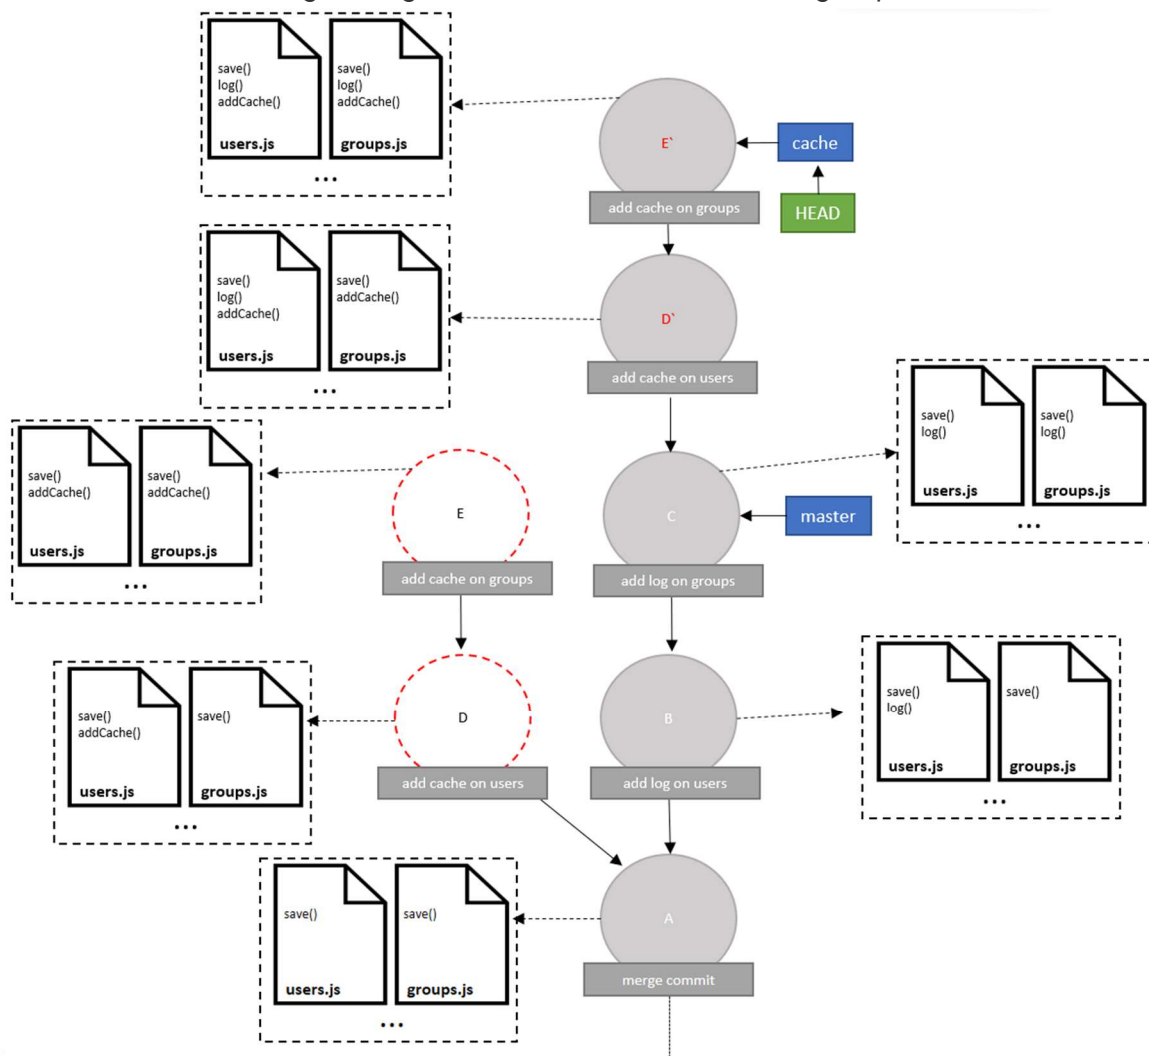 save()
log()
addCache()
users.js
save()
log()
addCache()
groups.js
...
E`
add cache on groups
cache
HEAD
save()
log()
addCache()
users.js
save()
addCache()
groups.js
...
D`
add cache on users
save()
log()
users.js
save()
log()
groups.js
...
save()
addCache()
users.js
save()
addCache()
groups.js
...
E
add cache on groups
C
add log on groups
master
save()
addCache()
users.js
save()
groups.js
...
D
add cache on users
B
add log on users
save()
log()
users.js
save()
groups.js
...
save()
users.js
save()
groups.js
...
A
merge commit